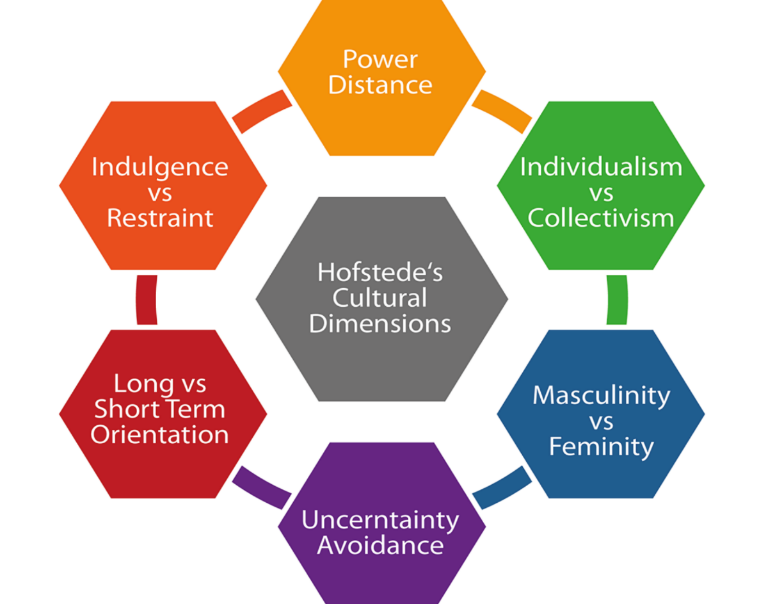 Power
Distance
Individualism
vs
Collectivism
Masculinity
vs
Feminity
Uncerntainty
Avoidance
Long vs
Short Term
Orientation
Indulgence
vs
Restraint
Hofstede‘s
Cultural
Dimensions